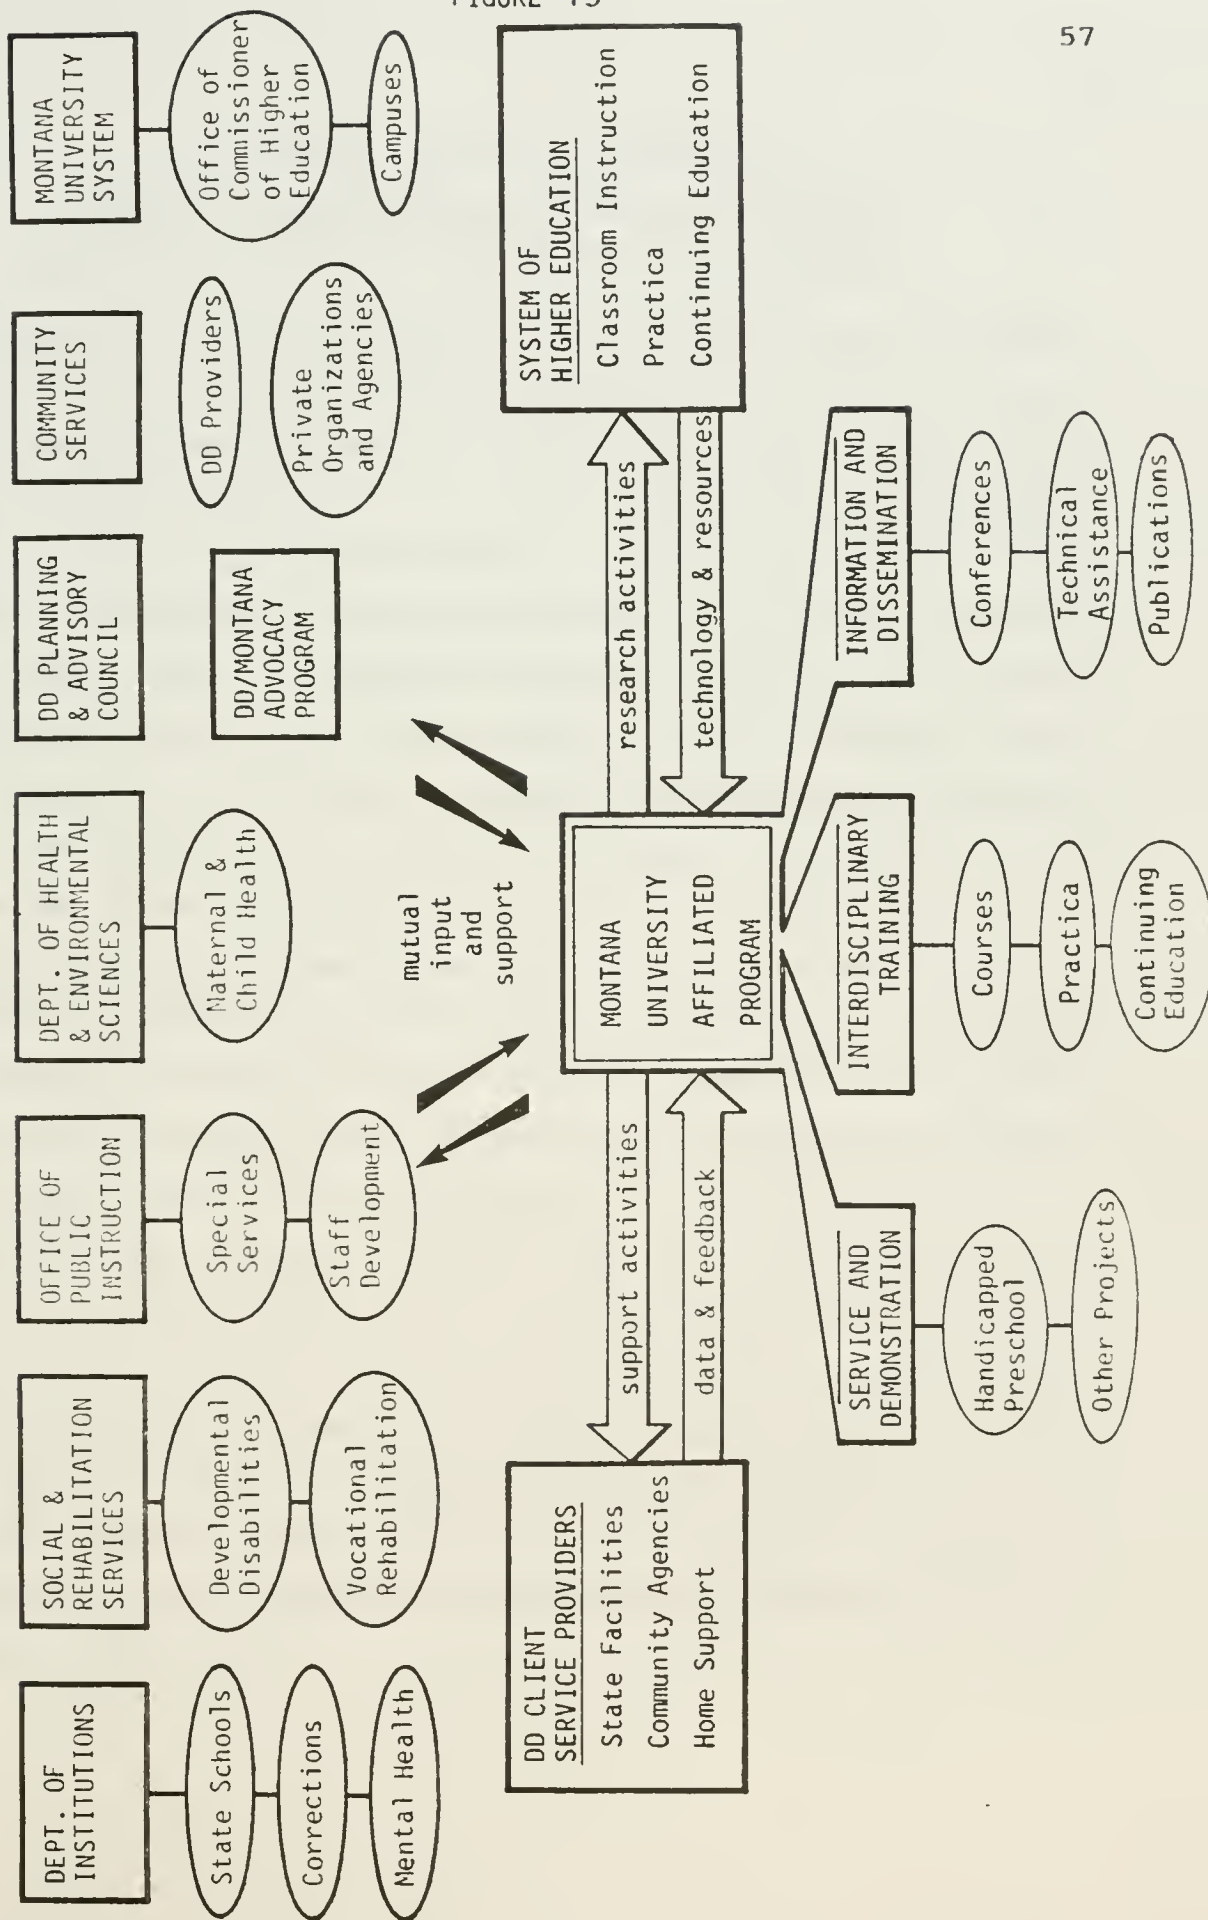 57
DEPT. OF
INSTITUTIONS
State Schools
Corrections
Mental Health
SOCIAL &
REHABILITATION
SERVICES
Developmental
Disabilities
Vocational
Rehabilitation
OFFICE OF
PUBLIC
INSTRUCTION
Special
Services
Staff
Development
DEPT. OF HEALTH
& ENVIRONMENTAL
SCIENCES
Maternal &
Child Health
DD PLANNING
& ADVISORY
COUNCIL
DD/MONTANA
ADVOCACY
PROGRAM
COMMUNITY
SERVICES
DD Providers
Private
Organizations
and Agencies
MONTANA
UNIVERSITY
SYSTEM
Office of
Commissioner
of Higher
Education
Campuses
mutual
input
and
support
DD CLIENT
SERVICE PROVIDERS
State Facilities
Community Agencies
Home Support
support activities
data & feedback
MONTANA
UNIVERSITY
AFFILIATED
PROGRAM
research activities
technology & resources
SYSTEM OF
HIGHER EDUCATION
Classroom Instruction
Practica
Continuing Education
SERVICE AND
DEMONSTRATION
Handicapped
Preschool
Other Projects
INTERDISCIPLINARY
TRAINING
Courses
Practica
Continuing
Education
INFORMATION AND
DISSEMINATION
Conferences
Technical
Assistance
Publications